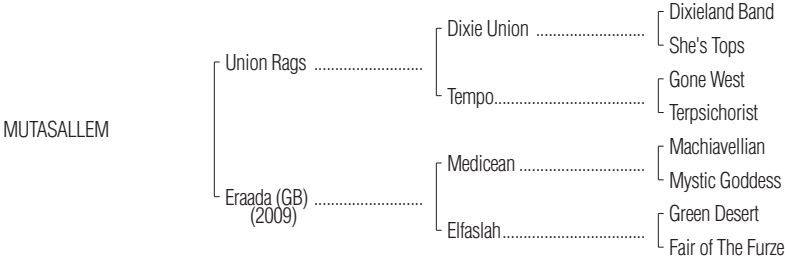 Dixieland Band
Dixie Union ..............................
She's Tops
Union Rags ..............................
Gone West
Tempo..........................................
Terpsichorist
MUTASALLEM
Machiavellian
Medicean ...................................
Mystic Goddess
Eraada (GB) ..............................
(2009)
Green Desert
Elfaslah........................................
Fair of The Furze